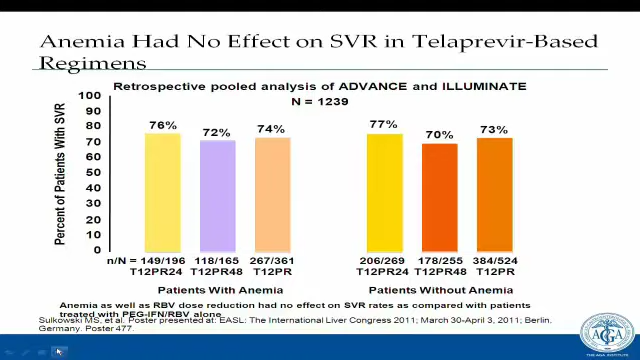 Anemia Had No Effect on SVR in Telaprevir-Based
Regimens
Retrospective pooled analysis of ADVANCE and ILLUMINATE
N = 1239
Percent of Patients With SVR
100
90
80
70
60
50
40
30
20
10
0
76%
72%
74%
77%
70%
73%
n/N = 149/196 118/165 267/361 206/269 178/255 384/524
T12PR24 T12PR48 T12PR T12PR24 T12PR48 T12PR
Patients With Anemia Patients Without Anemia
Anemia as well as RBV dose reduction had no effect on SVR rates as compared with patients
treated with PEG-IFN/RBV alone
Sulkowski MS, et al. Poster presented at: EASL: The International Liver Congress 2011; March 30-April 3, 2011; Berlin,
Germany. Poster 477.
AGA
THE AGA INSTITUTE